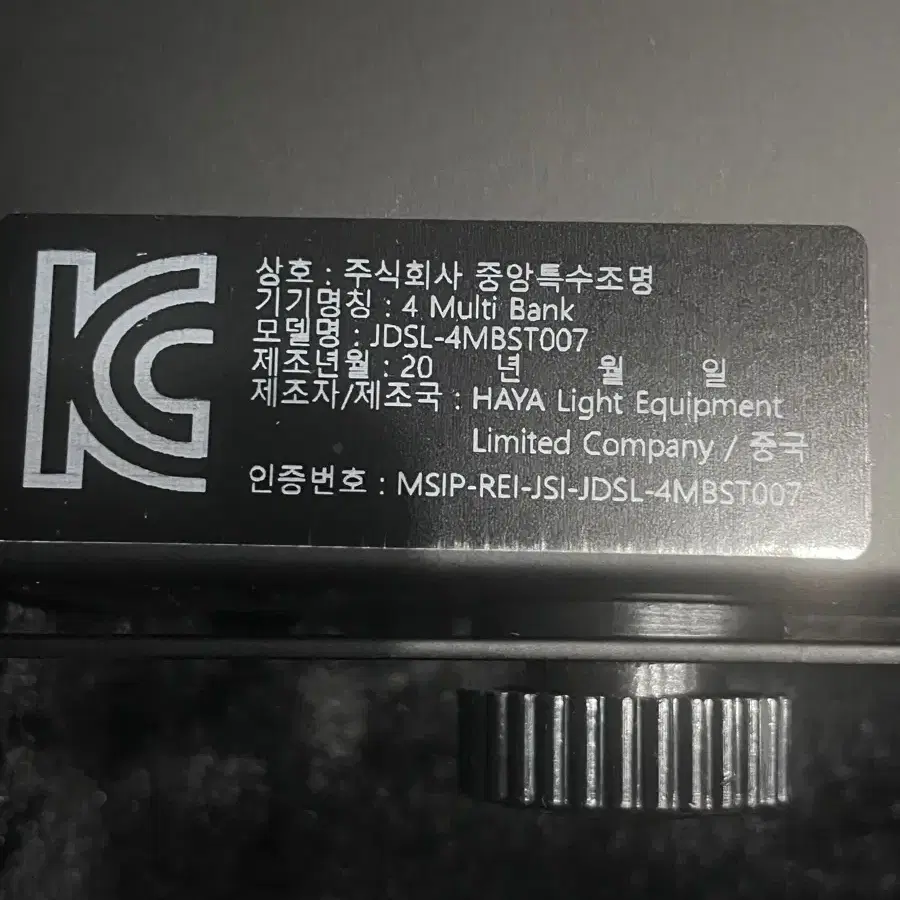 KC
상호 : 주식회사 중앙특수조명
기기명칭 : 4 Multi Bank
모델명 : JDSL-4MBST007
제조년월 : 20 년 월 일
제조자/제조국 : HAYA Light Equipment
Limited Company / 중국
인증번호 : MSIP-REI-JSI-JDSL-4MBST007